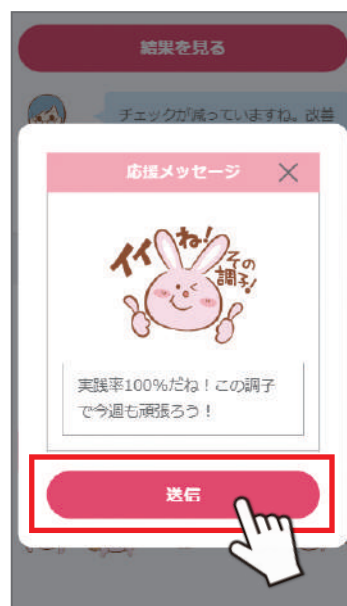 結果を見る
チェックが減っていますね。改善
応援メッセージ
イイね!
その
調子!
実践率100%だね！この調子
で今週も頑張ろう！
送信